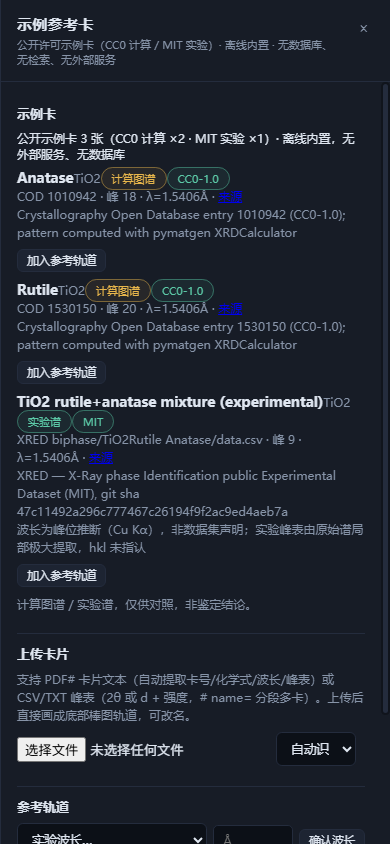 示例参考卡
×
公开许可示例卡（CC0 计算 / MIT 实验）· 离线内置 · 无数据库、
无检索、无外部服务
示例卡
公开示例卡 3 张（CC0 计算 ×2 · MIT 实验 ×1）· 离线内置，无
外部服务、无数据库
Anatase TiO2 计算图谱 CC0-1.0
COD 1010942 · 峰 18 · λ=1.5406Å ·
Crystallography Open Database entry 1010942 (CC0-1.0);
pattern computed with pymatgen XRDCalculator
加入参考轨道
Rutile TiO2 计算图谱 CC0-1.0
COD 1530150 · 峰 20 · λ=1.5406Å ·
Crystallography Open Database entry 1530150 (CC0-1.0);
pattern computed with pymatgen XRDCalculator
加入参考轨道
TiO2 rutile+anatase mixture (experimental) TiO2
实验谱 MIT
XRED biphase/TiO2Rutile Anatase/data.csv · 峰 9 ·
λ=1.5406Å ·
XRED — X-Ray phase Identification public Experimental
Dataset (MIT), git sha
47c11492a296c777467c26194f9f2ac9ed4aeb7a
波长为峰位推断（Cu Kα），非数据集声明；实验峰表由原始谱局
部极大提取，hkl 未指认
加入参考轨道
计算图谱 / 实验谱，仅供对照，非鉴定结论。
上传卡片
支持 PDF# 卡片文本（自动提取卡号/化学式/波长/峰表）或
CSV/TXT 峰表（2θ 或 d + 强度，# name= 分段多卡）。上传后
直接画成底部棒图轨道，可改名。
选择文件 未选择任何文件 自动识
参考轨道
实验波长... Å 确认波长